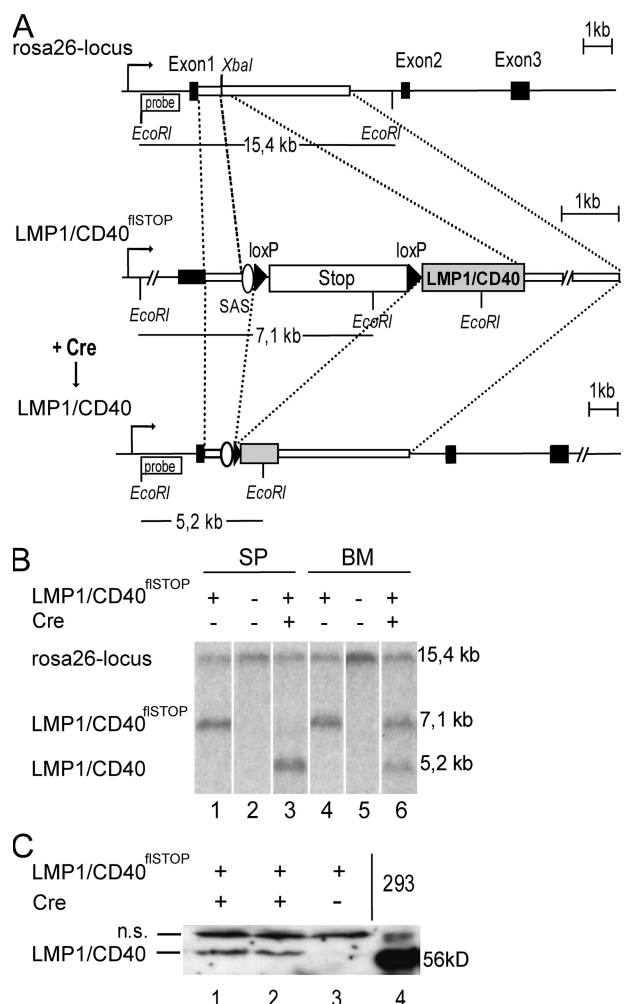 A
rosa26-locus
Exon1
XbaI
Exon2
Exon3
1kb
probe
EcoRI
EcoRI
15,4 kb
LMP1/CD40flSTOP
1kb
loxP
loxP
Stop
LMP1/CD40
SAS
EcoRI
EcoRI
EcoRI
7,1 kb
+ Cre
LMP1/CD40
1kb
probe
EcoRI
EcoRI
5,2 kb
B
SP BM
LMP1/CD40flSTOP + - + + - +
Cre - - + - - +
rosa26-locus 15,4 kb
LMP1/CD40flSTOP 7,1 kb
LMP1/CD40 5,2 kb
1 2 3 4 5 6
C
LMP1/CD40flSTOP + + +
293
Cre + + -
n.s.
LMP1/CD40 56kD
1 2 3 4